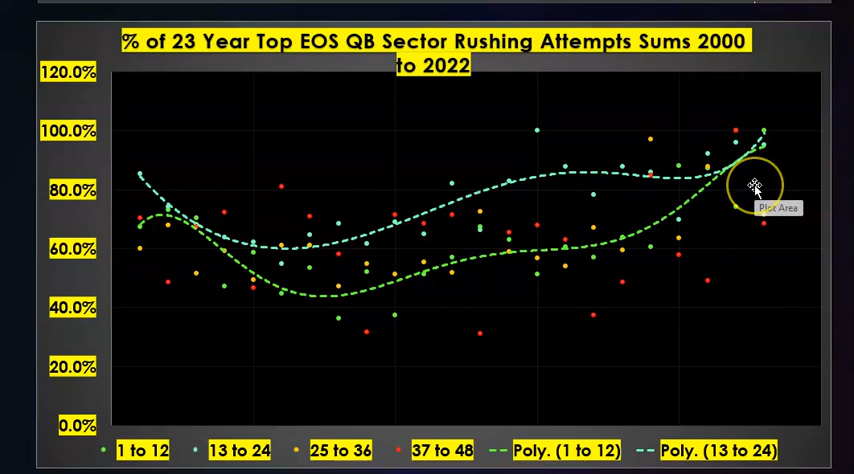 % of 23 Year Top EOS QB Sector Rushing Attempts Sums 2000
to 2022
120.0%
100.0%
80.0%
60.0%
40.0%
20.0%
0.0%
Plot Area
1 to 12 13 to 24 25 to 36 37 to 48 Poly. (1 to 12) Poly. (13 to 24)